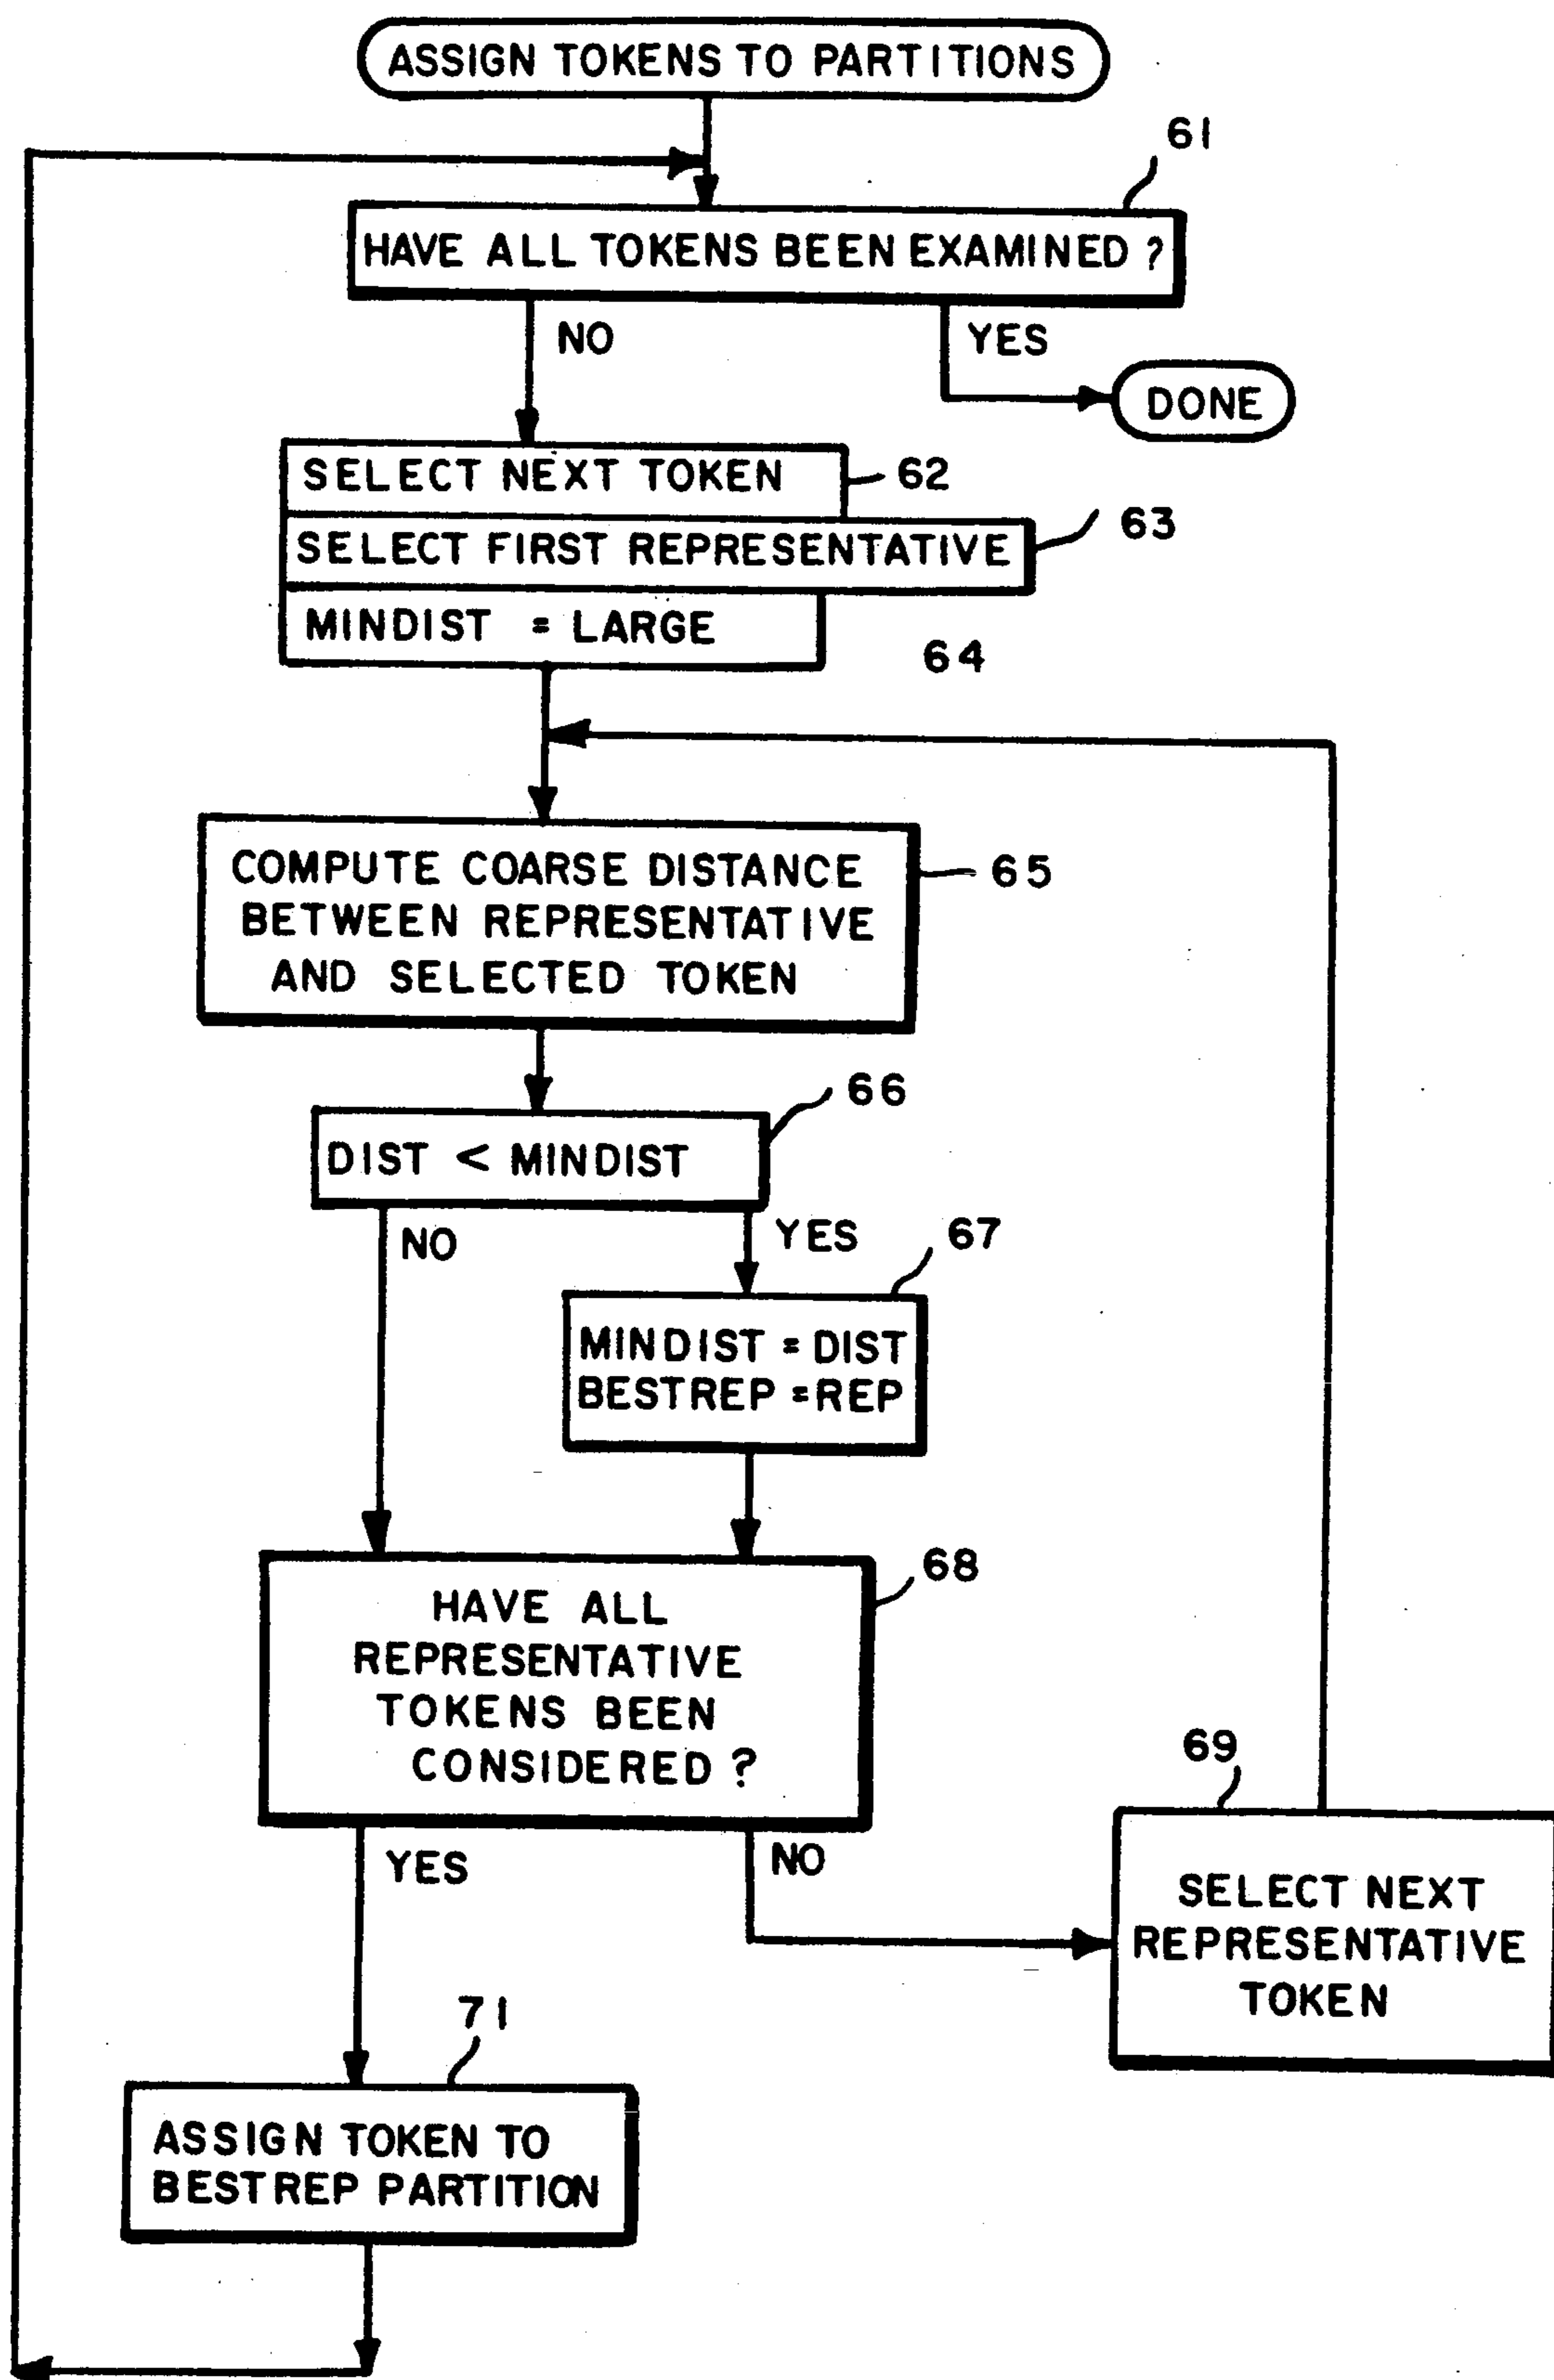 ASSIGN TOKENS TO PARTITIONS
61
HAVE ALL TOKENS BEEN EXAMINED ?
NO
YES
DONE
SELECT NEXT TOKEN
62
SELECT FIRST REPRESENTATIVE
63
MINDIST = LARGE
64
COMPUTE COARSE DISTANCE
BETWEEN REPRESENTATIVE
AND SELECTED TOKEN
65
66
DIST < MINDIST
NO
YES
67
MINDIST = DIST
BESTREP = REP
68
HAVE ALL
REPRESENTATIVE
TOKENS BEEN
CONSIDERED ?
YES
NO
69
SELECT NEXT
REPRESENTATIVE
TOKEN
71
ASSIGN TOKEN TO
BESTREP PARTITION